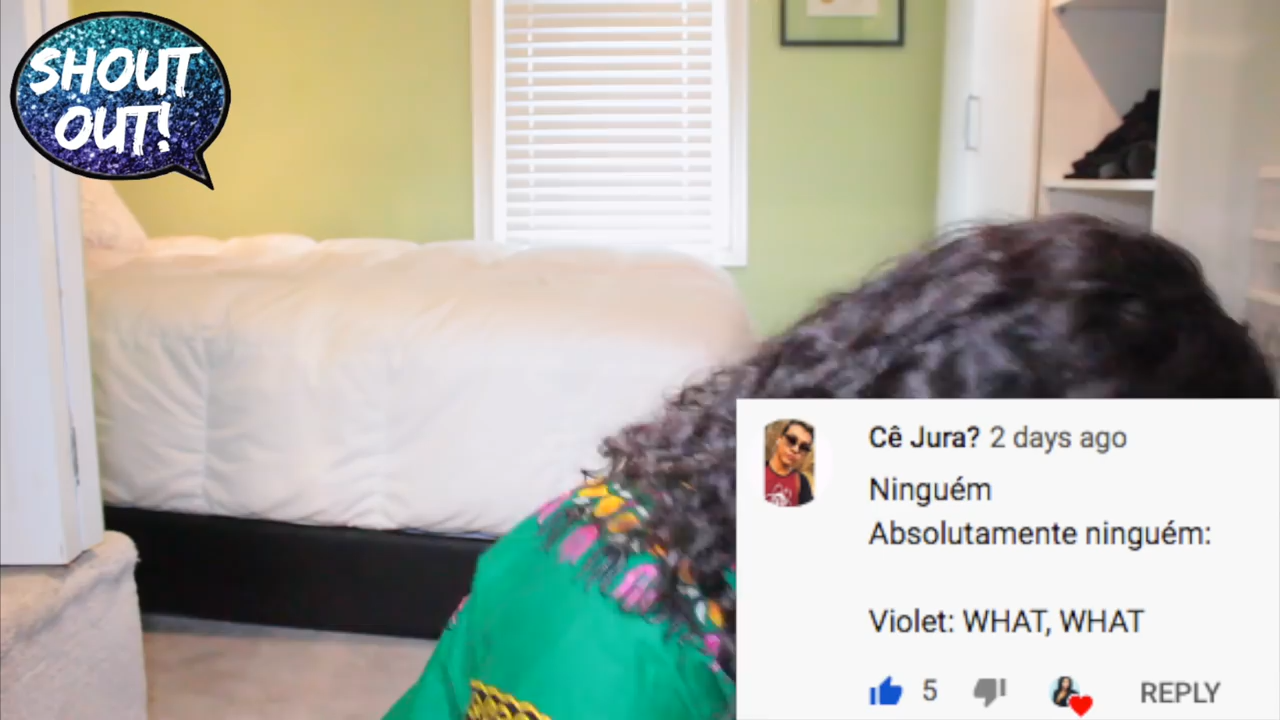 SHOUT
OUT!
Cê Jura? 2 days ago
Ninguém
Absolutamente ninguém:
Violet: WHAT, WHAT
5
REPLY